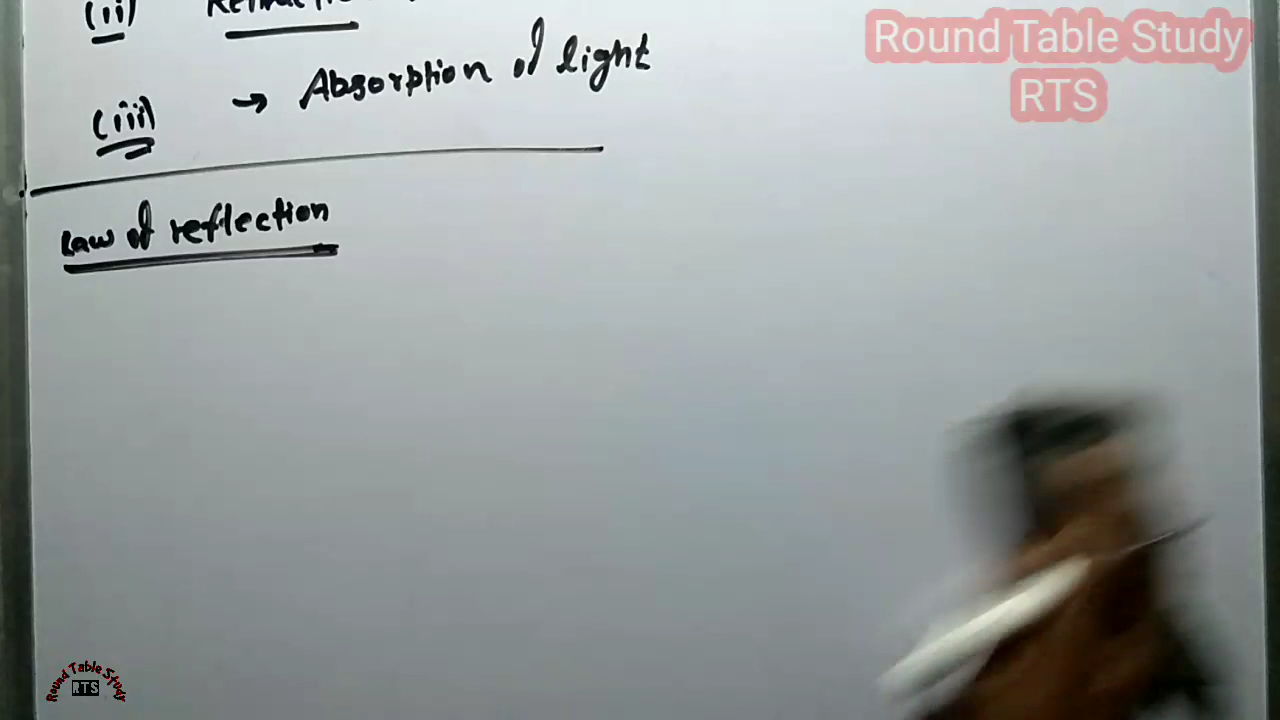 (ii)
Round Table Study
RTS
(iii) → Absorption of light
Law of reflection
Round Table Study
RTS